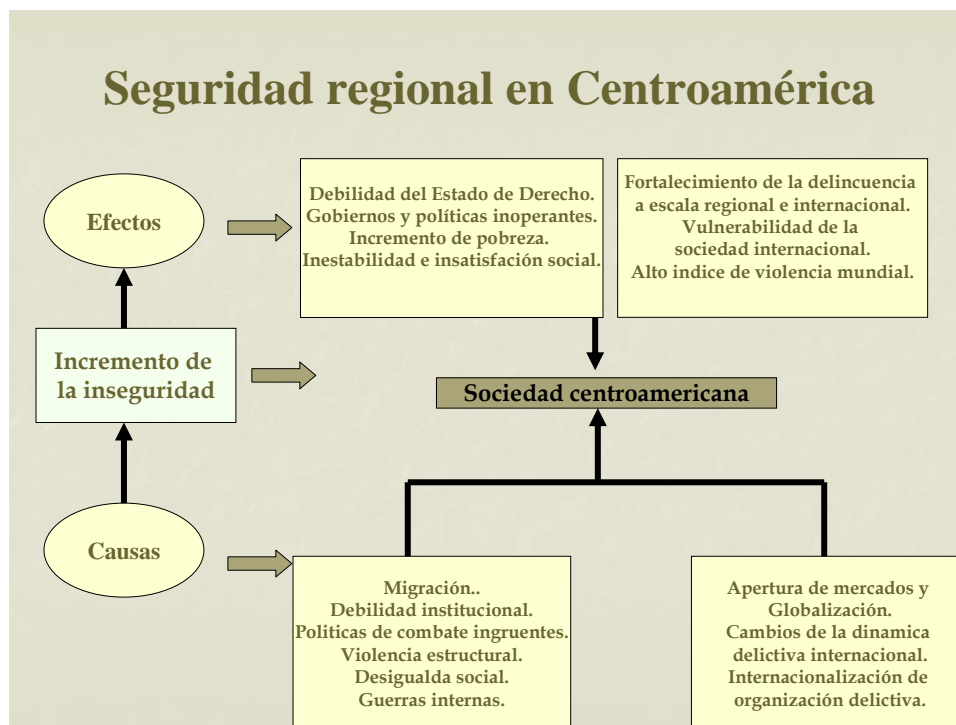 Seguridad regional en Centroamérica
Efectos
Debilidad del Estado de Derecho.
Gobiernos y políticas inoperantes.
Incremento de pobreza.
Inestabilidad e insatisfación social.
Fortalecimiento de la delincuencia
a escala regional e internacional.
Vulnerabilidad de la
sociedad internacional.
Alto indice de violencia mundial.
Incremento de
la inseguridad
Sociedad centroamericana
Causas
Migración..
Debilidad institucional.
Politicas de combate ingruentes.
Violencia estructural.
Desigualda social.
Guerras internas.
Apertura de mercados y
Globalización.
Cambios de la dinamica
delictiva internacional.
Internacionalización de
organización delictiva.